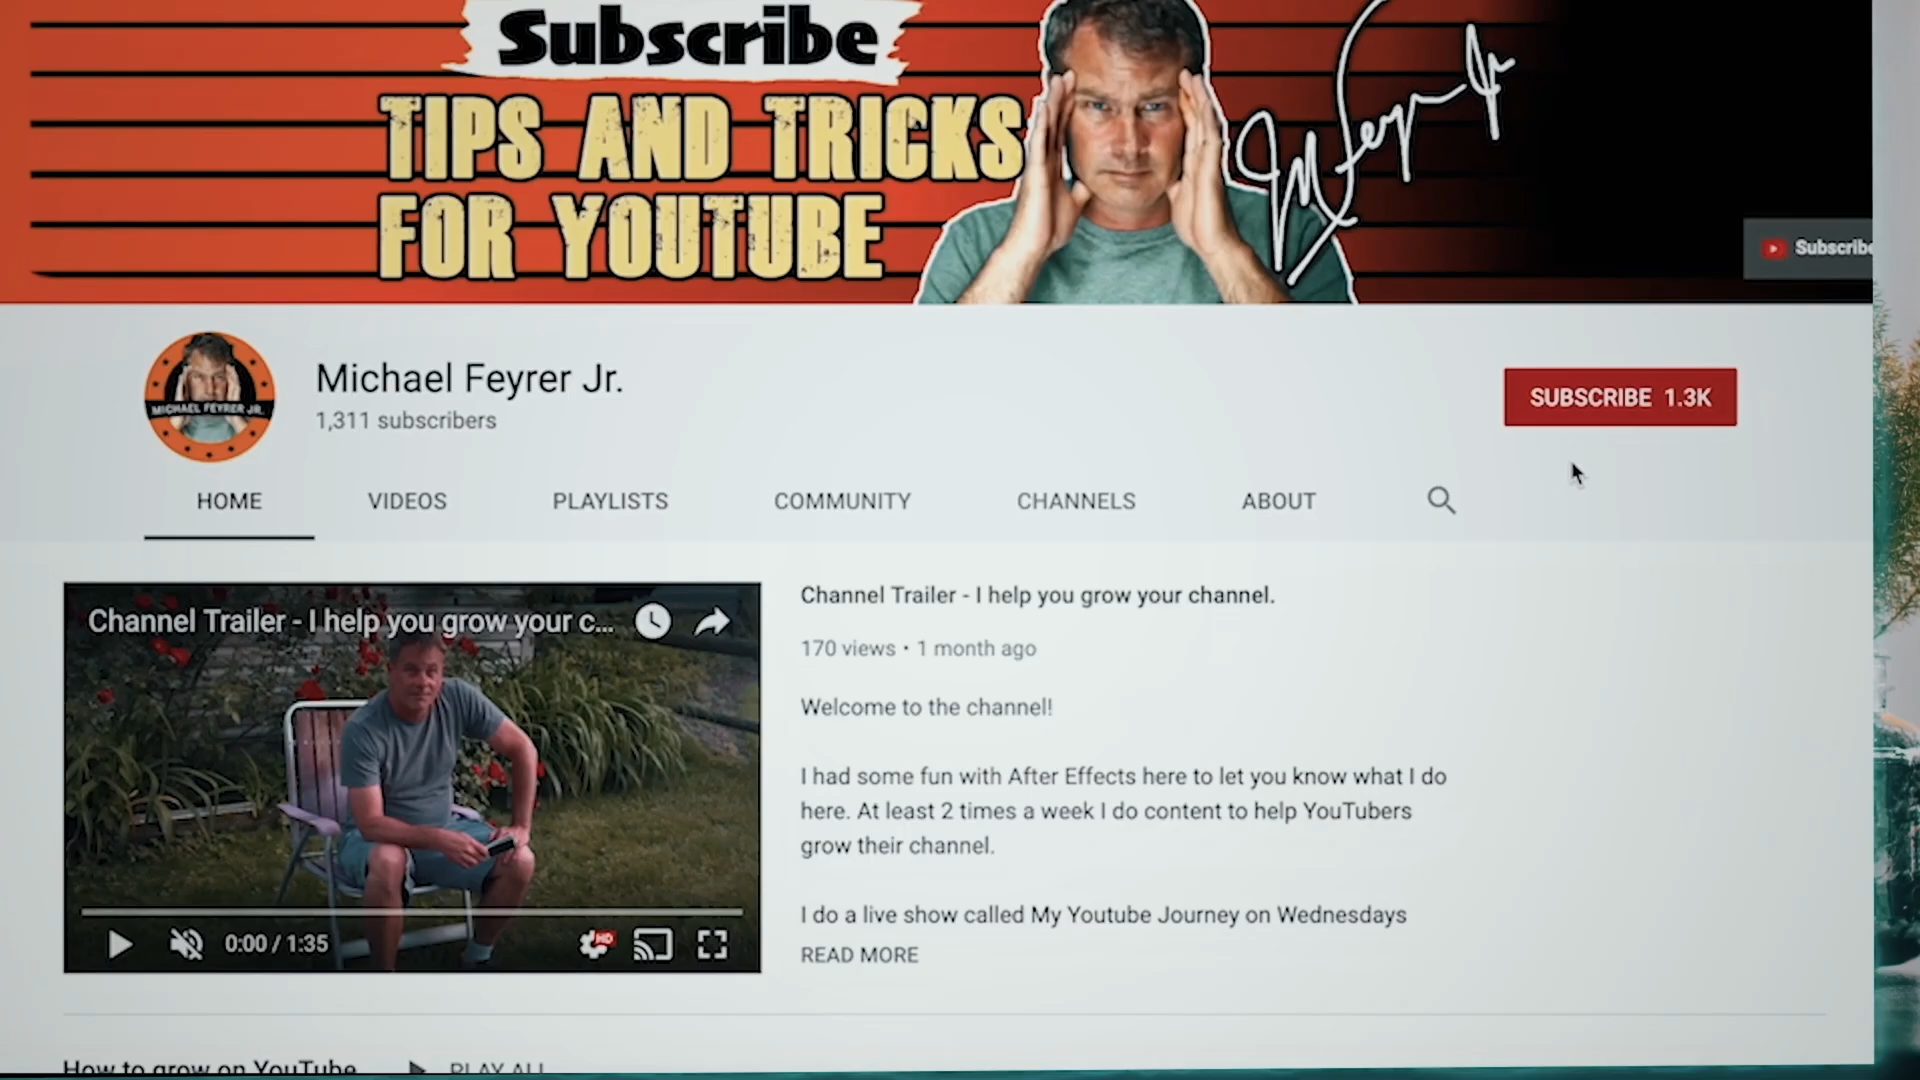 Subscribe
TIPS AND TRICKS
FOR YOUTUBE
Subscribe
MICHAEL FEYRER JR.
Michael Feyrer Jr.
1,311 subscribers
SUBSCRIBE 1.3K
HOME VIDEOS PLAYLISTS COMMUNITY CHANNELS ABOUT
Channel Trailer - I help you grow your c...
0:00 / 1:35
HD
Channel Trailer - I help you grow your channel.
170 views • 1 month ago
Welcome to the channel!
I had some fun with After Effects here to let you know what I do
here. At least 2 times a week I do content to help YouTubers
grow their channel.
I do a live show called My Youtube Journey on Wednesdays
READ MORE
How to grow on YouTube PLAY ALL